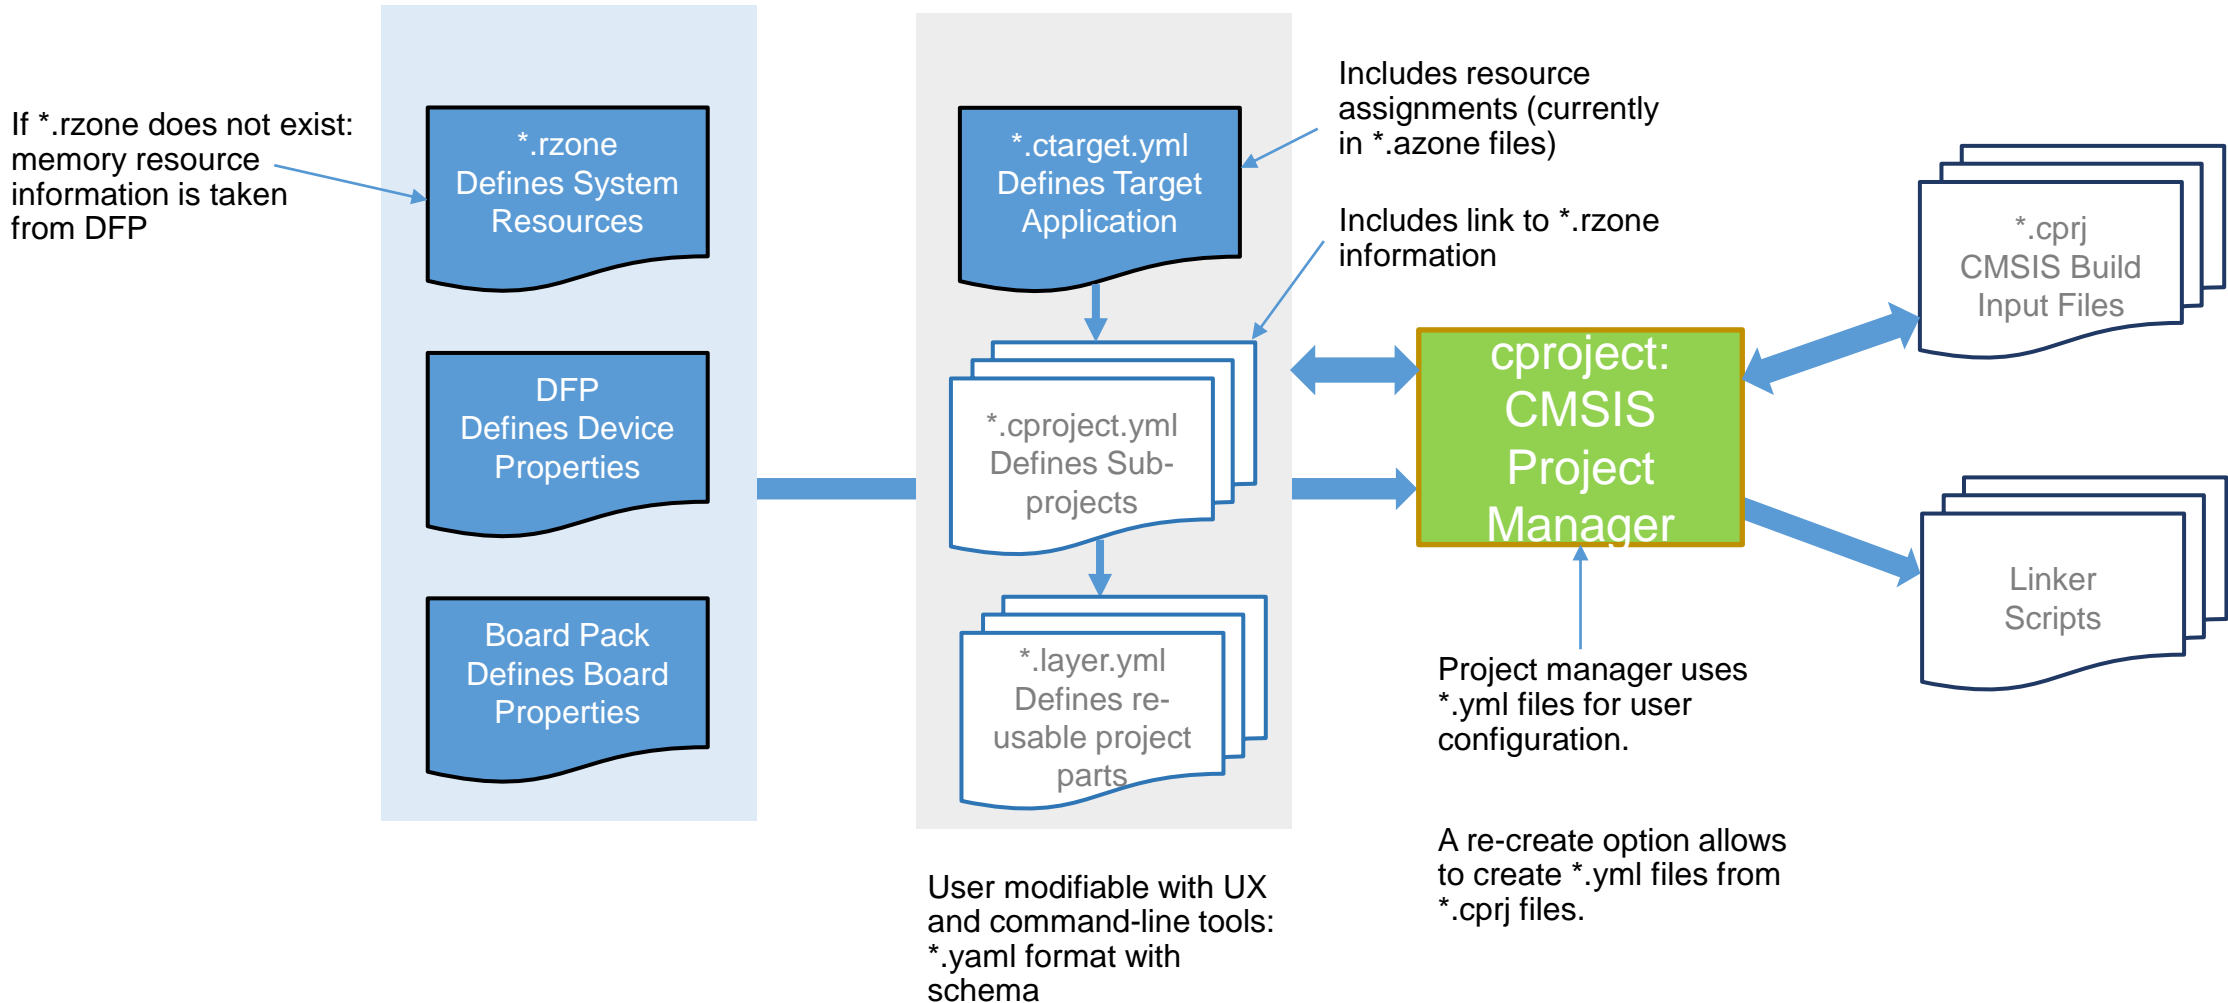 If *.rzone does not exist:
memory resource
information is taken
from DFP
*.rzone
Defines System
Resources
DFP
Defines Device
Properties
Board Pack
Defines Board
Properties
*.ctarget.yml
Defines Target
Application
*.cproject.yml
Defines Sub-
projects
*.layer.yml
Defines re-
usable project
parts
User modifiable with UX
and command-line tools:
*.yaml format with
schema
Includes resource
assignments (currently
in *.azone files)
Includes link to *.rzone
information
cproject:
CMSIS
Project
Manager
Project manager uses
*.yml files for user
configuration.
A re-create option allows
to create *.yml files from
*.cprj files.
*.cprj
CMSIS Build
Input Files
Linker
Scripts